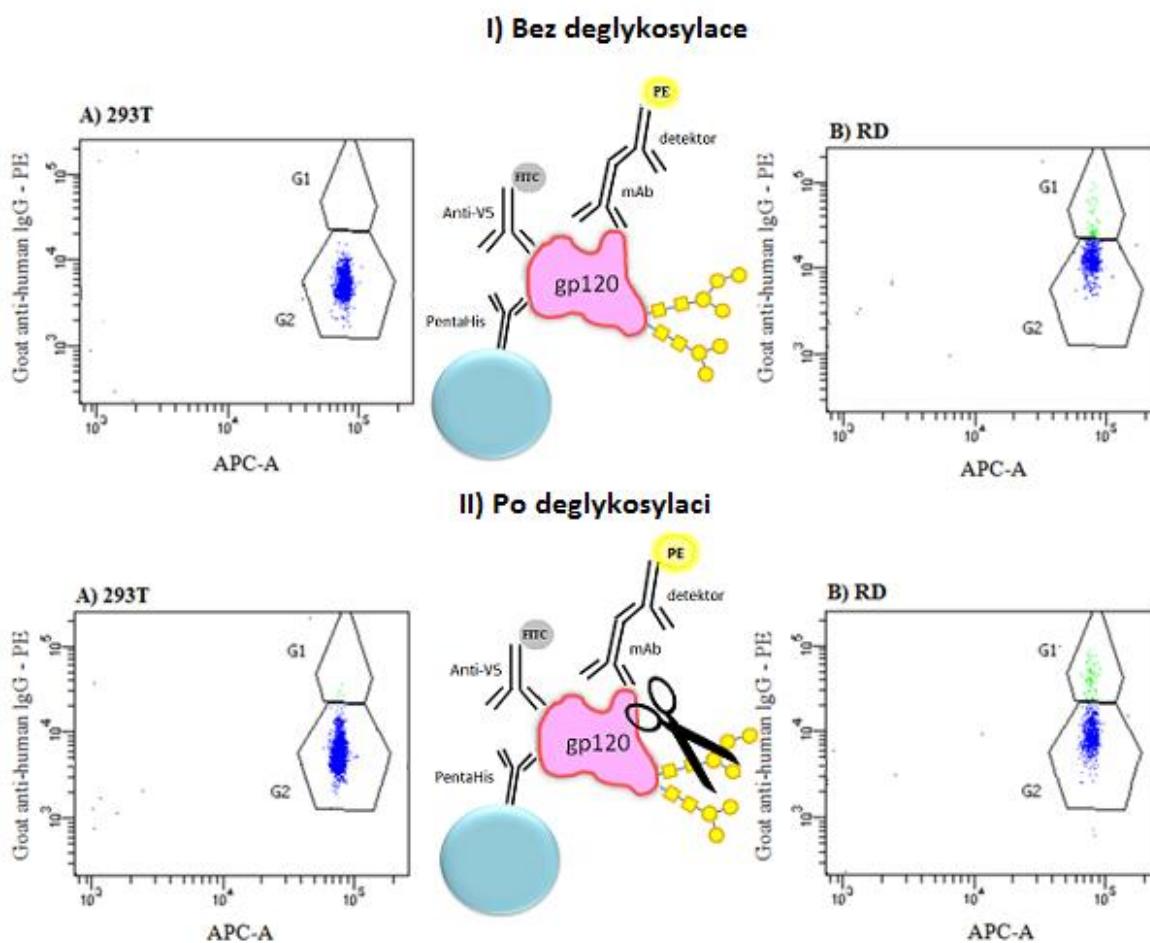 I) Bez deglykosylace
A) 293T
Goat anti-human IgG - PE
10^5
10^4
10^3
G1
G2
10^3
10^4
10^5
APC-A
PE
detektor
mAb
FITC
Anti-V5
gp120
PentaHis
B) RD
Goat anti-human IgG - PE
10^5
10^4
10^3
G1
G2
10^3
10^4
10^5
APC-A
II) Po deglykosylaci
A) 293T
Goat anti-human IgG - PE
10^5
10^4
10^3
G1
G2
10^3
10^4
10^5
APC-A
PE
detektor
mAb
FITC
Anti-V5
gp120
PentaHis
B) RD
Goat anti-human IgG - PE
10^5
10^4
10^3
G1
G2
10^3
10^4
10^5
APC-A